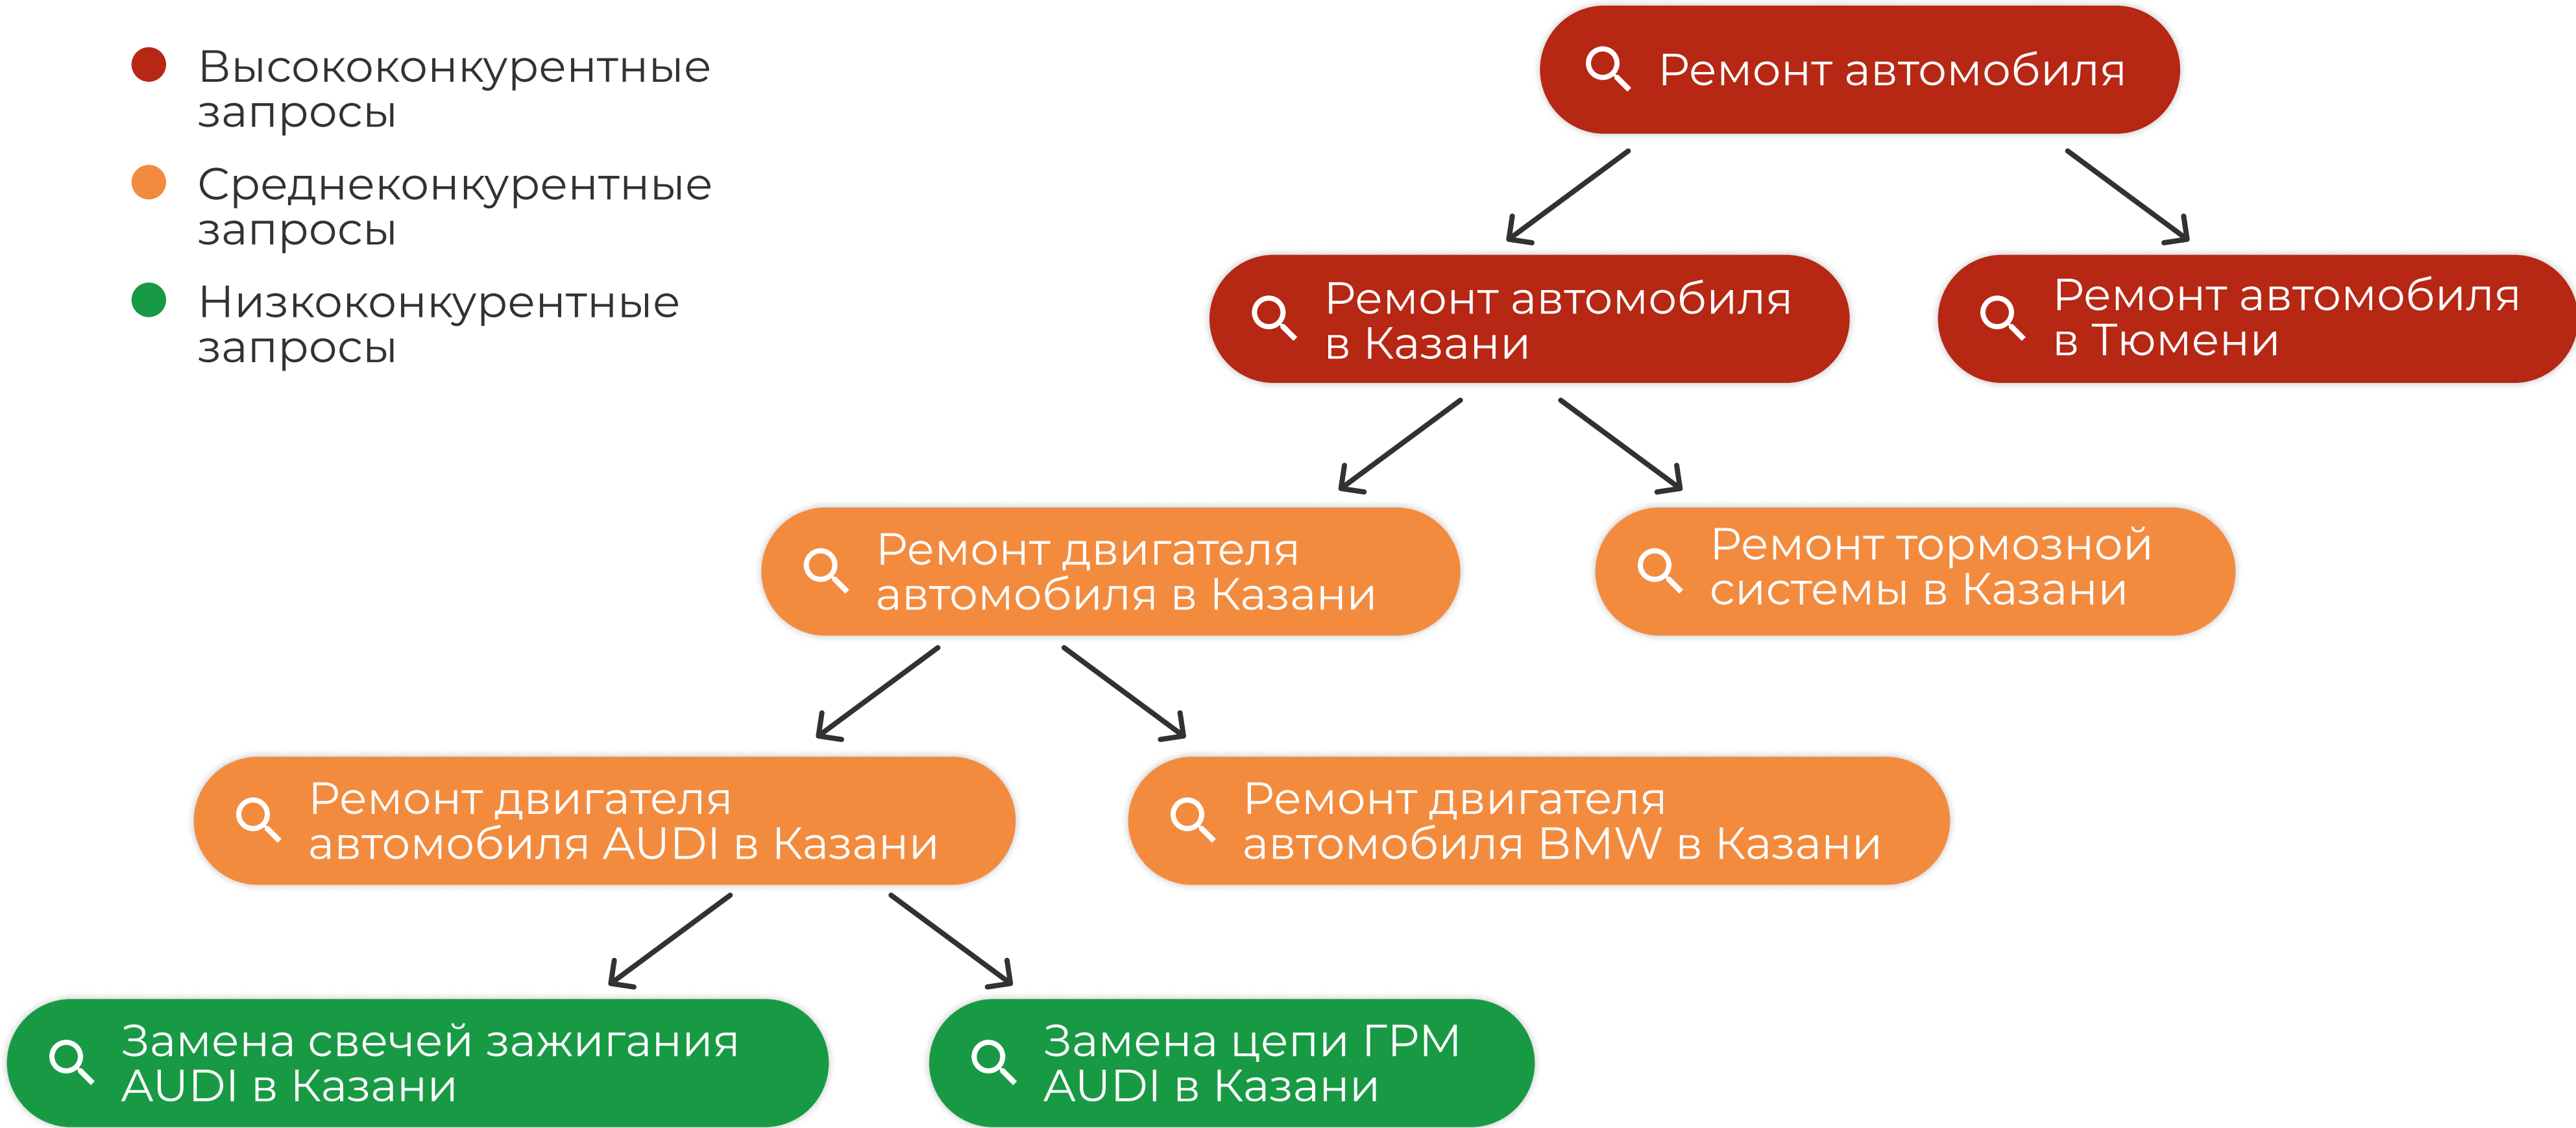 Высококонкурентные
запросы
Среднеконкурентные
запросы
Низкоконкурентные
запросы
Ремонт автомобиля
Ремонт автомобиля
в Казани
Ремонт автомобиля
в Тюмени
Ремонт двигателя
автомобиля в Казани
Ремонт тормозной
системы в Казани
Ремонт двигателя
автомобиля AUDI в Казани
Ремонт двигателя
автомобиля BMW в Казани
Замена свечей зажигания
AUDI в Казани
Замена цепи ГРМ
AUDI в Казани